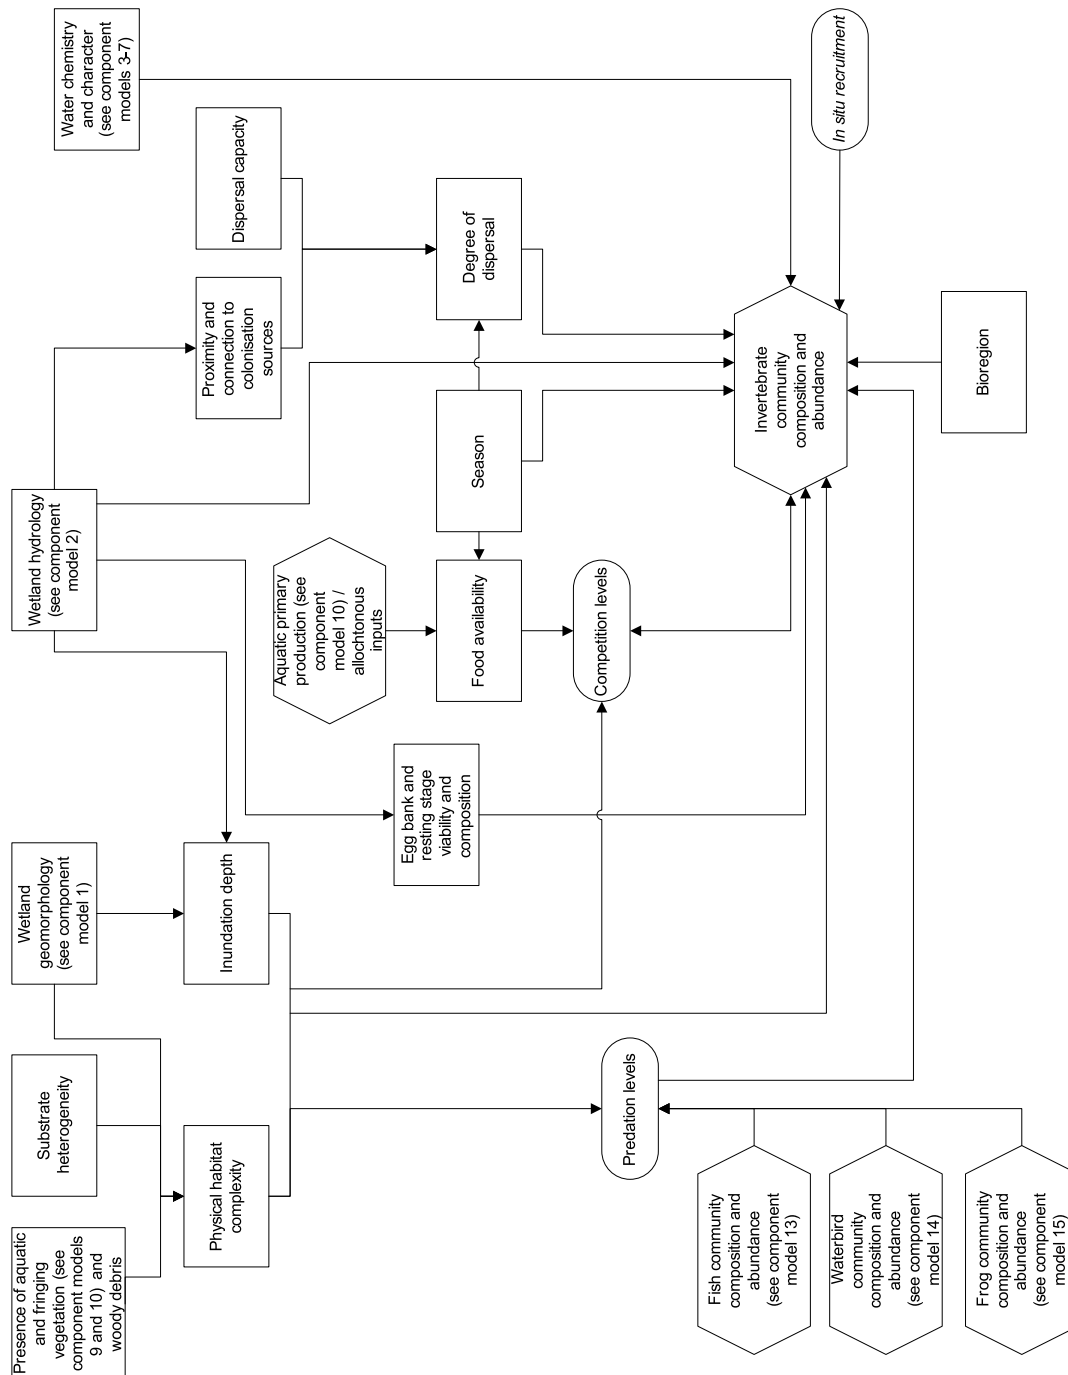 Presence of aquatic
and fringing
vegetation (see
component models
9 and 10) and
woody debris
Substrate
heterogeneity
Wetland
geomorphology
(see component
model 1)
Wetland hydrology
(see component
model 2)
Water chemistry
and character
(see component
models 3-7)
Physical habitat
complexity
Inundation depth
Proximity and
connection to
colonisation
sources
Dispersal capacity
Aquatic primary
production (see
component
model 10) /
allochtonous
inputs
Egg bank and
resting stage
viability and
composition
Food availability
Season
Degree of
dispersal
Predation levels
Competition levels
Fish community
composition and
abundance
(see component
model 13)
Waterbird
community
composition and
abundance
(see component
model 14)
Frog community
composition and
abundance
(see component
model 15)
Invertebrate
community
composition and
abundance
In situ recruitment
Bioregion